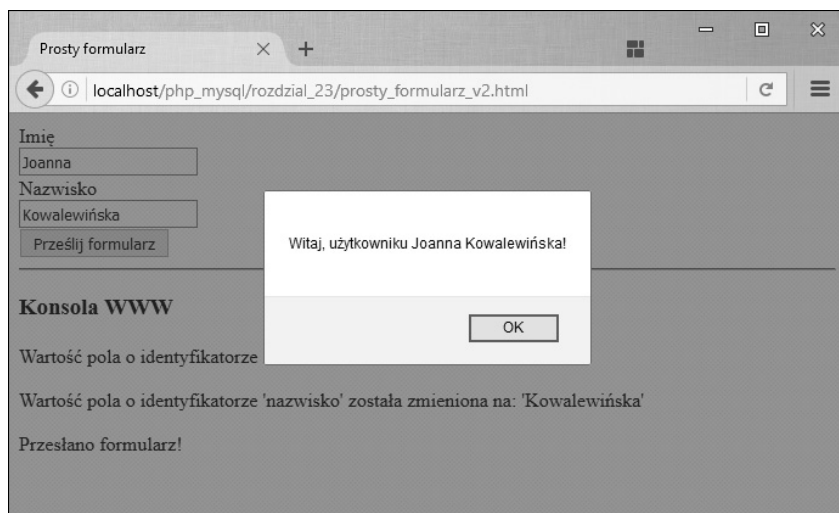 Prosty formularz
localhost/php_mysql/rozdzial_23/prosty_formularz_v2.html
Imię
Joanna
Nazwisko
Kowalewińska
Prześlij formularz
Witaj, użytkowniku Joanna Kowalewińska!
OK
Konsola WWW
Wartość pola o identyfikatorze
Wartość pola o identyfikatorze 'nazwisko' została zmieniona na: 'Kowalewińska'
Przesłano formularz!